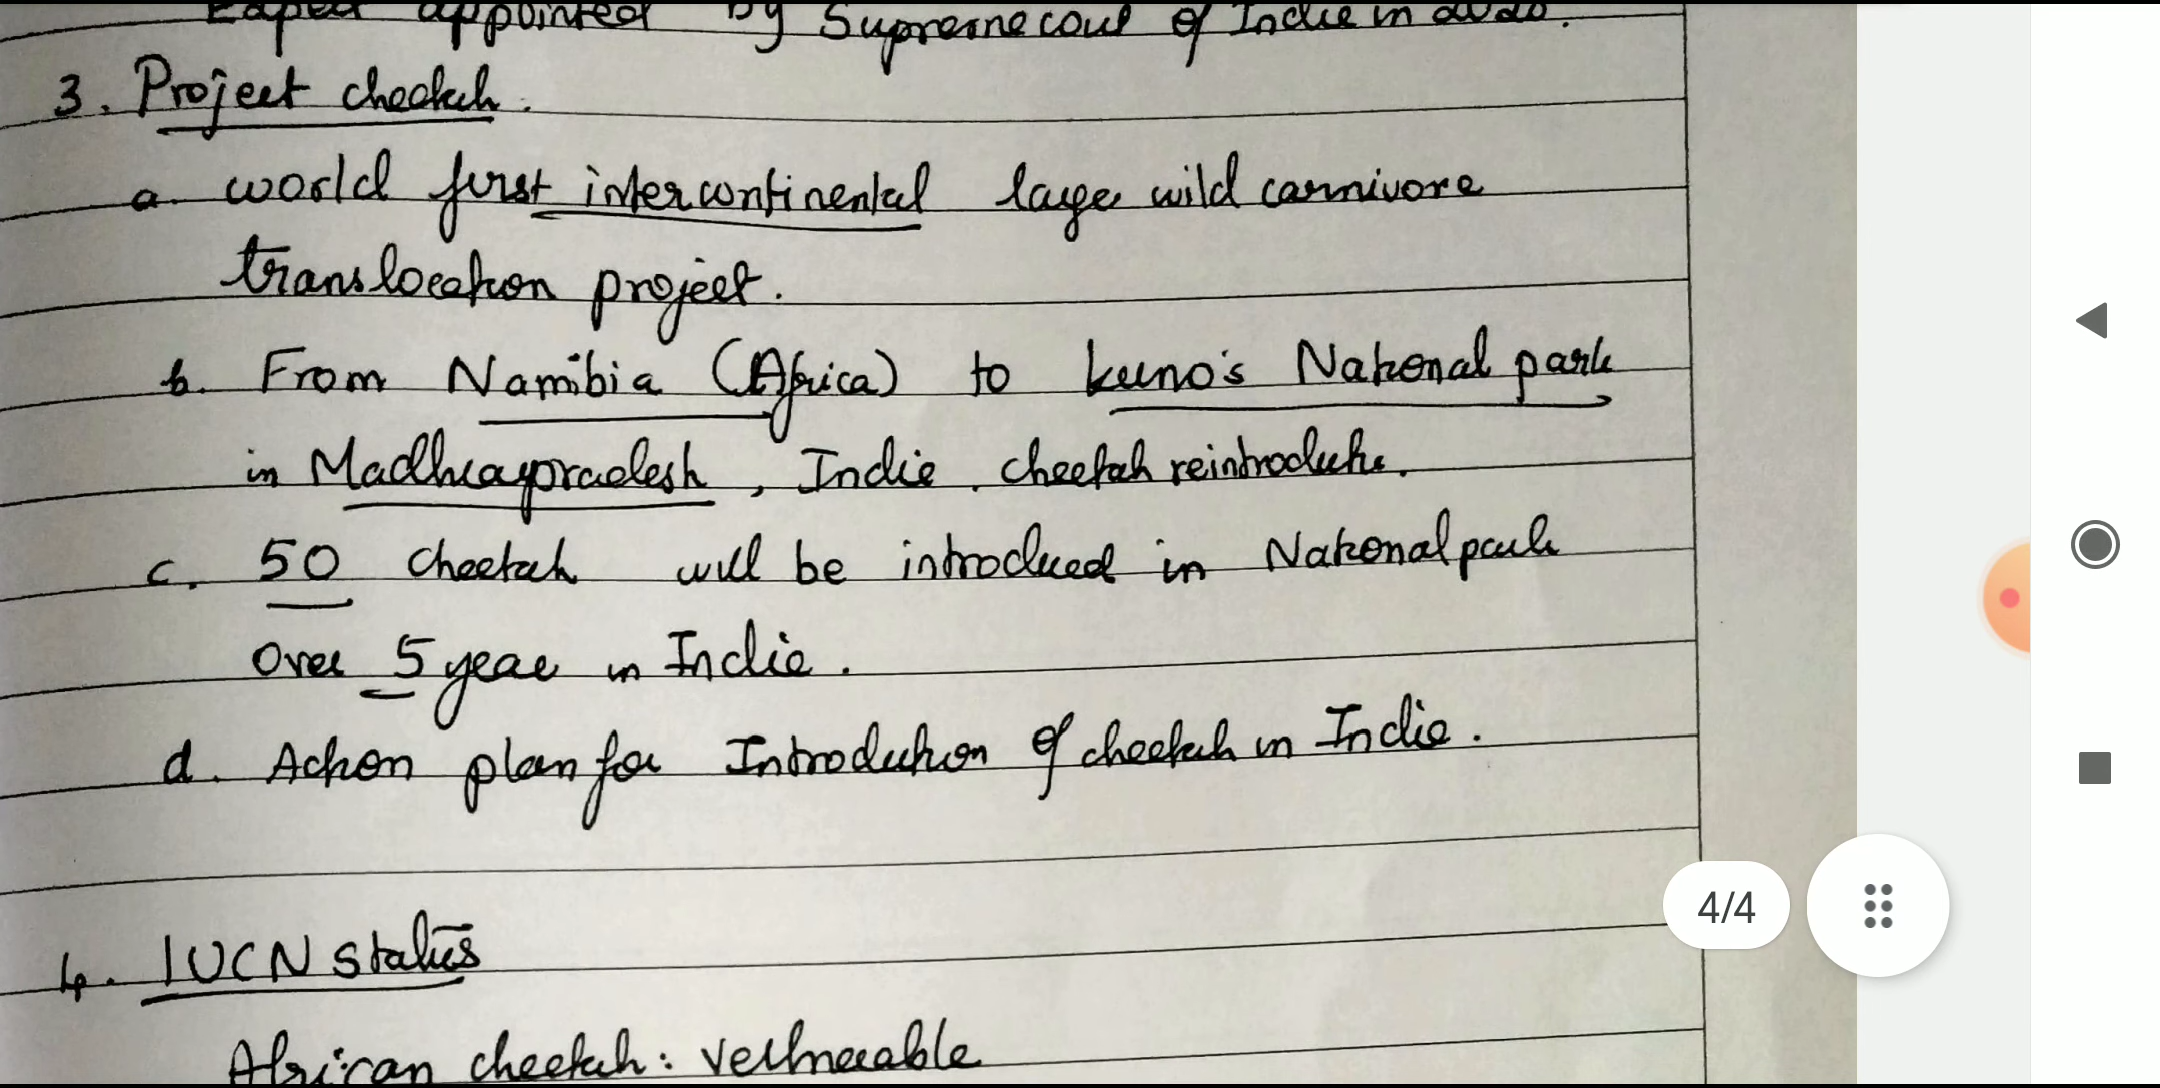 Expert appointed by Supreme court of India in 2020.
3. Project cheetah.
a. world first intercontinental large wild carnivore
translocation project.
b. From Namibia (Africa) to kuno's National park
in Madhyapradesh, India. cheetah reintroduch.
c. 50 cheetah will be introduced in National park
Over 5 year in India.
d. Action plan for Introduction of cheetah in India.
4. IUCN status
African cheetah: vulnerable
4/4